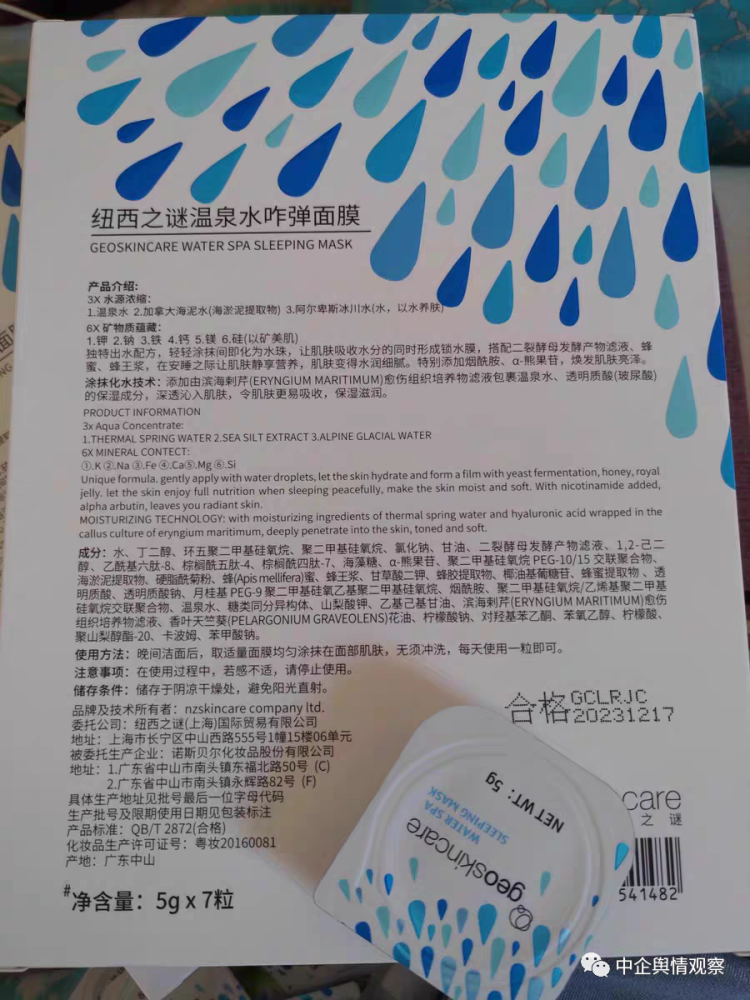 纽西之谜温泉水咋弹面膜
GEOSKINCARE WATER SPA SLEEPING MASK
产品介绍:
3X 水源浓缩:
1.温泉水 2.加拿大海泥水(海淤泥提取物) 3.阿尔卑斯冰川水(水，以水养肤)
6X 矿物质蕴藏:
1.钾 2.钠 3.铁 4.钙 5.镁 6.硅(以矿美肌)
独特出水配方，轻轻涂抹间即化为水珠，让肌肤吸收水分的同时形成锁水膜，搭配二裂酵母发酵产物滤液、蜂
蜜、蜂王浆，在安睡之际让肌肤静享营养，肌肤变得水润细腻。特别添加烟酰胺、α-熊果苷，焕发肌肤亮泽。
涂抹化水技术：添加由滨海刺芹(ERYNGIUM MARITIMUM)愈伤组织培养物滤液包裹温泉水、透明质酸(玻尿酸)
的保湿成分，深透沁入肌肤，令肌肤更易吸收，保湿滋润。
PRODUCT INFORMATION
3x Aqua Concentrate:
1.THERMAL SPRING WATER 2.SEA SILT EXTRACT 3.ALPINE GLACIAL WATER
6X MINERAL CONTECT:
①.K ②.Na ③.Fe ④.Ca⑤.Mg ⑥.Si
Unique formula. gently apply with water droplets, let the skin hydrate and form a film with yeast fermentation, honey, royal
jelly. let the skin enjoy full nutrition when sleeping peacefully, make the skin moist and soft. With nicotinamide added,
alpha arbutin, leaves you radiant skin.
MOISTURIZING TECHNOLOGY: with moisturizing ingredients of thermal spring water and hyaluronic acid wrapped in the
callus culture of eryngium maritimum, deeply penetrate into the skin, toned and soft.
成分：水、丁二醇、环五聚二甲基硅氧烷、聚二甲基硅氧烷、氯化钠、甘油、二裂酵母发酵产物滤液、1,2-己二
醇、乙酰基六肽-8、棕榈酰五肽-4、棕榈酰四肽-7、海藻糖、α-熊果苷、聚二甲基硅氧烷 PEG-10/15 交联聚合物、
海淤泥提取物、硬脂酰菊粉、蜂(Apis mellifera)蜜、蜂王浆、甘草酸二钾、蜂胶提取物、椰油基葡糖苷、蜂蜜提取物、透
明质酸、透明质酸钠、月桂基 PEG-9 聚二甲基硅氧乙基聚二甲基硅氧烷、烟酰胺、聚二甲基硅氧烷/乙烯基聚二甲基硅
氧烷交联聚合物、温泉水、糖类同分异构体、山梨酸钾、乙基己基甘油、滨海刺芹(ERYNGIUM MARITIMUM)愈伤
组织培养物滤液、香叶天竺葵(PELARGONIUM GRAVEOLENS)花油、柠檬酸钠、对羟基苯乙酮、苯氧乙醇、柠檬酸、
聚山梨醇酯-20、卡波姆、苯甲酸钠。
使用方法：晚间洁面后，取适量面膜均匀涂抹在面部肌肤，无须冲洗，每天使用一粒即可。
注意事项：在使用过程中，若感不适，请停止使用。
储存条件：储存于阴凉干燥处，避免阳光直射。
品牌及技术所有者：nzskincare company ltd.
委托公司：纽西之谜(上海)国际贸易有限公司
地址：上海市长宁区中山西路555号1幢15楼06单元
被委托生产企业：诺斯贝尔化妆品股份有限公司
地址：1.广东省中山市南头镇东福北路50号 (C)
2.广东省中山市南头镇永辉路82号 (F)
具体生产地址见批号最后一位字母代码
生产批号及限期使用日期见包装标注
产品标准：QB/T 2872(合格)
化妆品生产许可证号：粤妆20160081
产地：广东中山
#净含量：5g x 7粒
合格 GCLRJC
20231217
NET WT: 5g
WATER SPA
SLEEPING MASK
geoskincare
care
之谜
541482
中企舆情观察